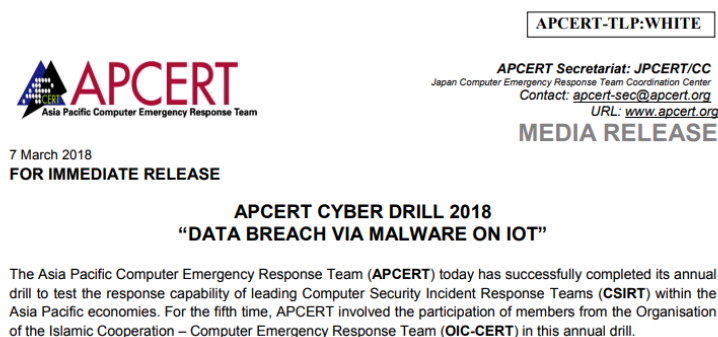 APCERT-TLP:WHITE
CERT
APCERT
Asia Pacific Computer Emergency Response Team
APCERT Secretariat: JPCERT/CC
Japan Computer Emergency Response Team Coordination Center
Contact: apcert-sec@apcert.org
URL: www.apcert.org
MEDIA RELEASE
7 March 2018
FOR IMMEDIATE RELEASE
APCERT CYBER DRILL 2018
“DATA BREACH VIA MALWARE ON IOT”
The Asia Pacific Computer Emergency Response Team (APCERT) today has successfully completed its annual
drill to test the response capability of leading Computer Security Incident Response Teams (CSIRT) within the
Asia Pacific economies. For the fifth time, APCERT involved the participation of members from the Organisation
of the Islamic Cooperation – Computer Emergency Response Team (OIC-CERT) in this annual drill.